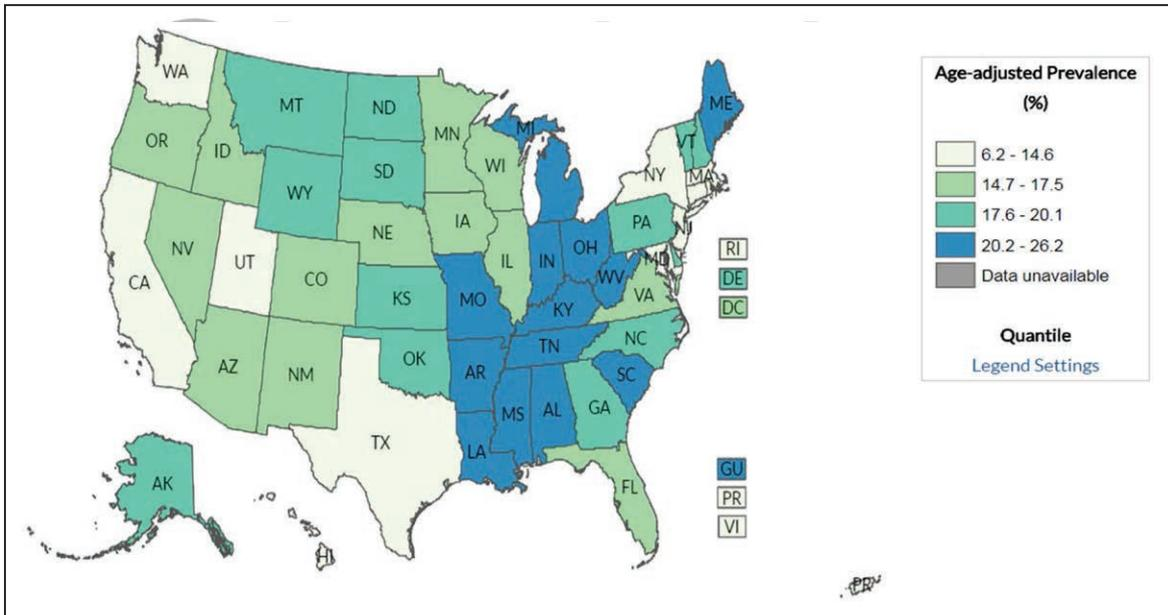 WA
MT
ND
MN
ME
OR
ID
WY
SD
WI
MI
VT
NY
MA
NV
UT
CO
NE
IA
IL
IN
OH
PA
NJ
CA
KS
MO
KY
WV
MD
VA
AZ
NM
OK
AR
TN
NC
SC
TX
LA
MS
AL
GA
FL
AK
HI
RI
DE
DC
GU
PR
VI
PR
Age-adjusted Prevalence
(%)
6.2 - 14.6
14.7 - 17.5
17.6 - 20.1
20.2 - 26.2
Data unavailable
Quantile
Legend Settings